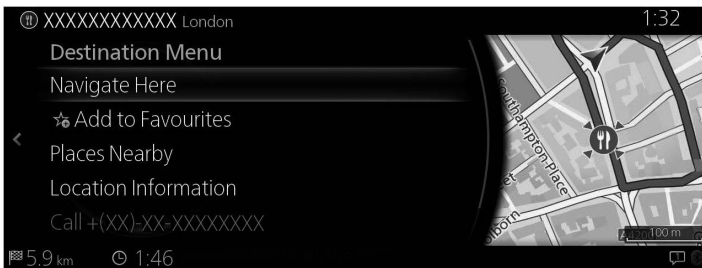 XXXXXXXXXXXX London
1:32
Destination Menu
Navigate Here
Add to Favourites
Places Nearby
Location Information
Call +(XX)-XX-XXXXXXXX
5.9 km
1:46
Southampton Place
100 m